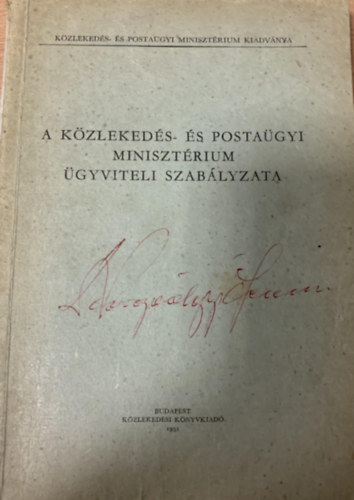 KÖZLEKEDÉS- ÉS POSTAÜGYI MINISZTÉRIUM KIADVÁNYA
A KÖZLEKEDÉS- ÉS POSTAÜGYI
MINISZTÉRIUM
ÜGYVITELI SZABÁLYZATA
BUDAPEST
KÖZLEKEDÉSI KÖNYVKIADÓ